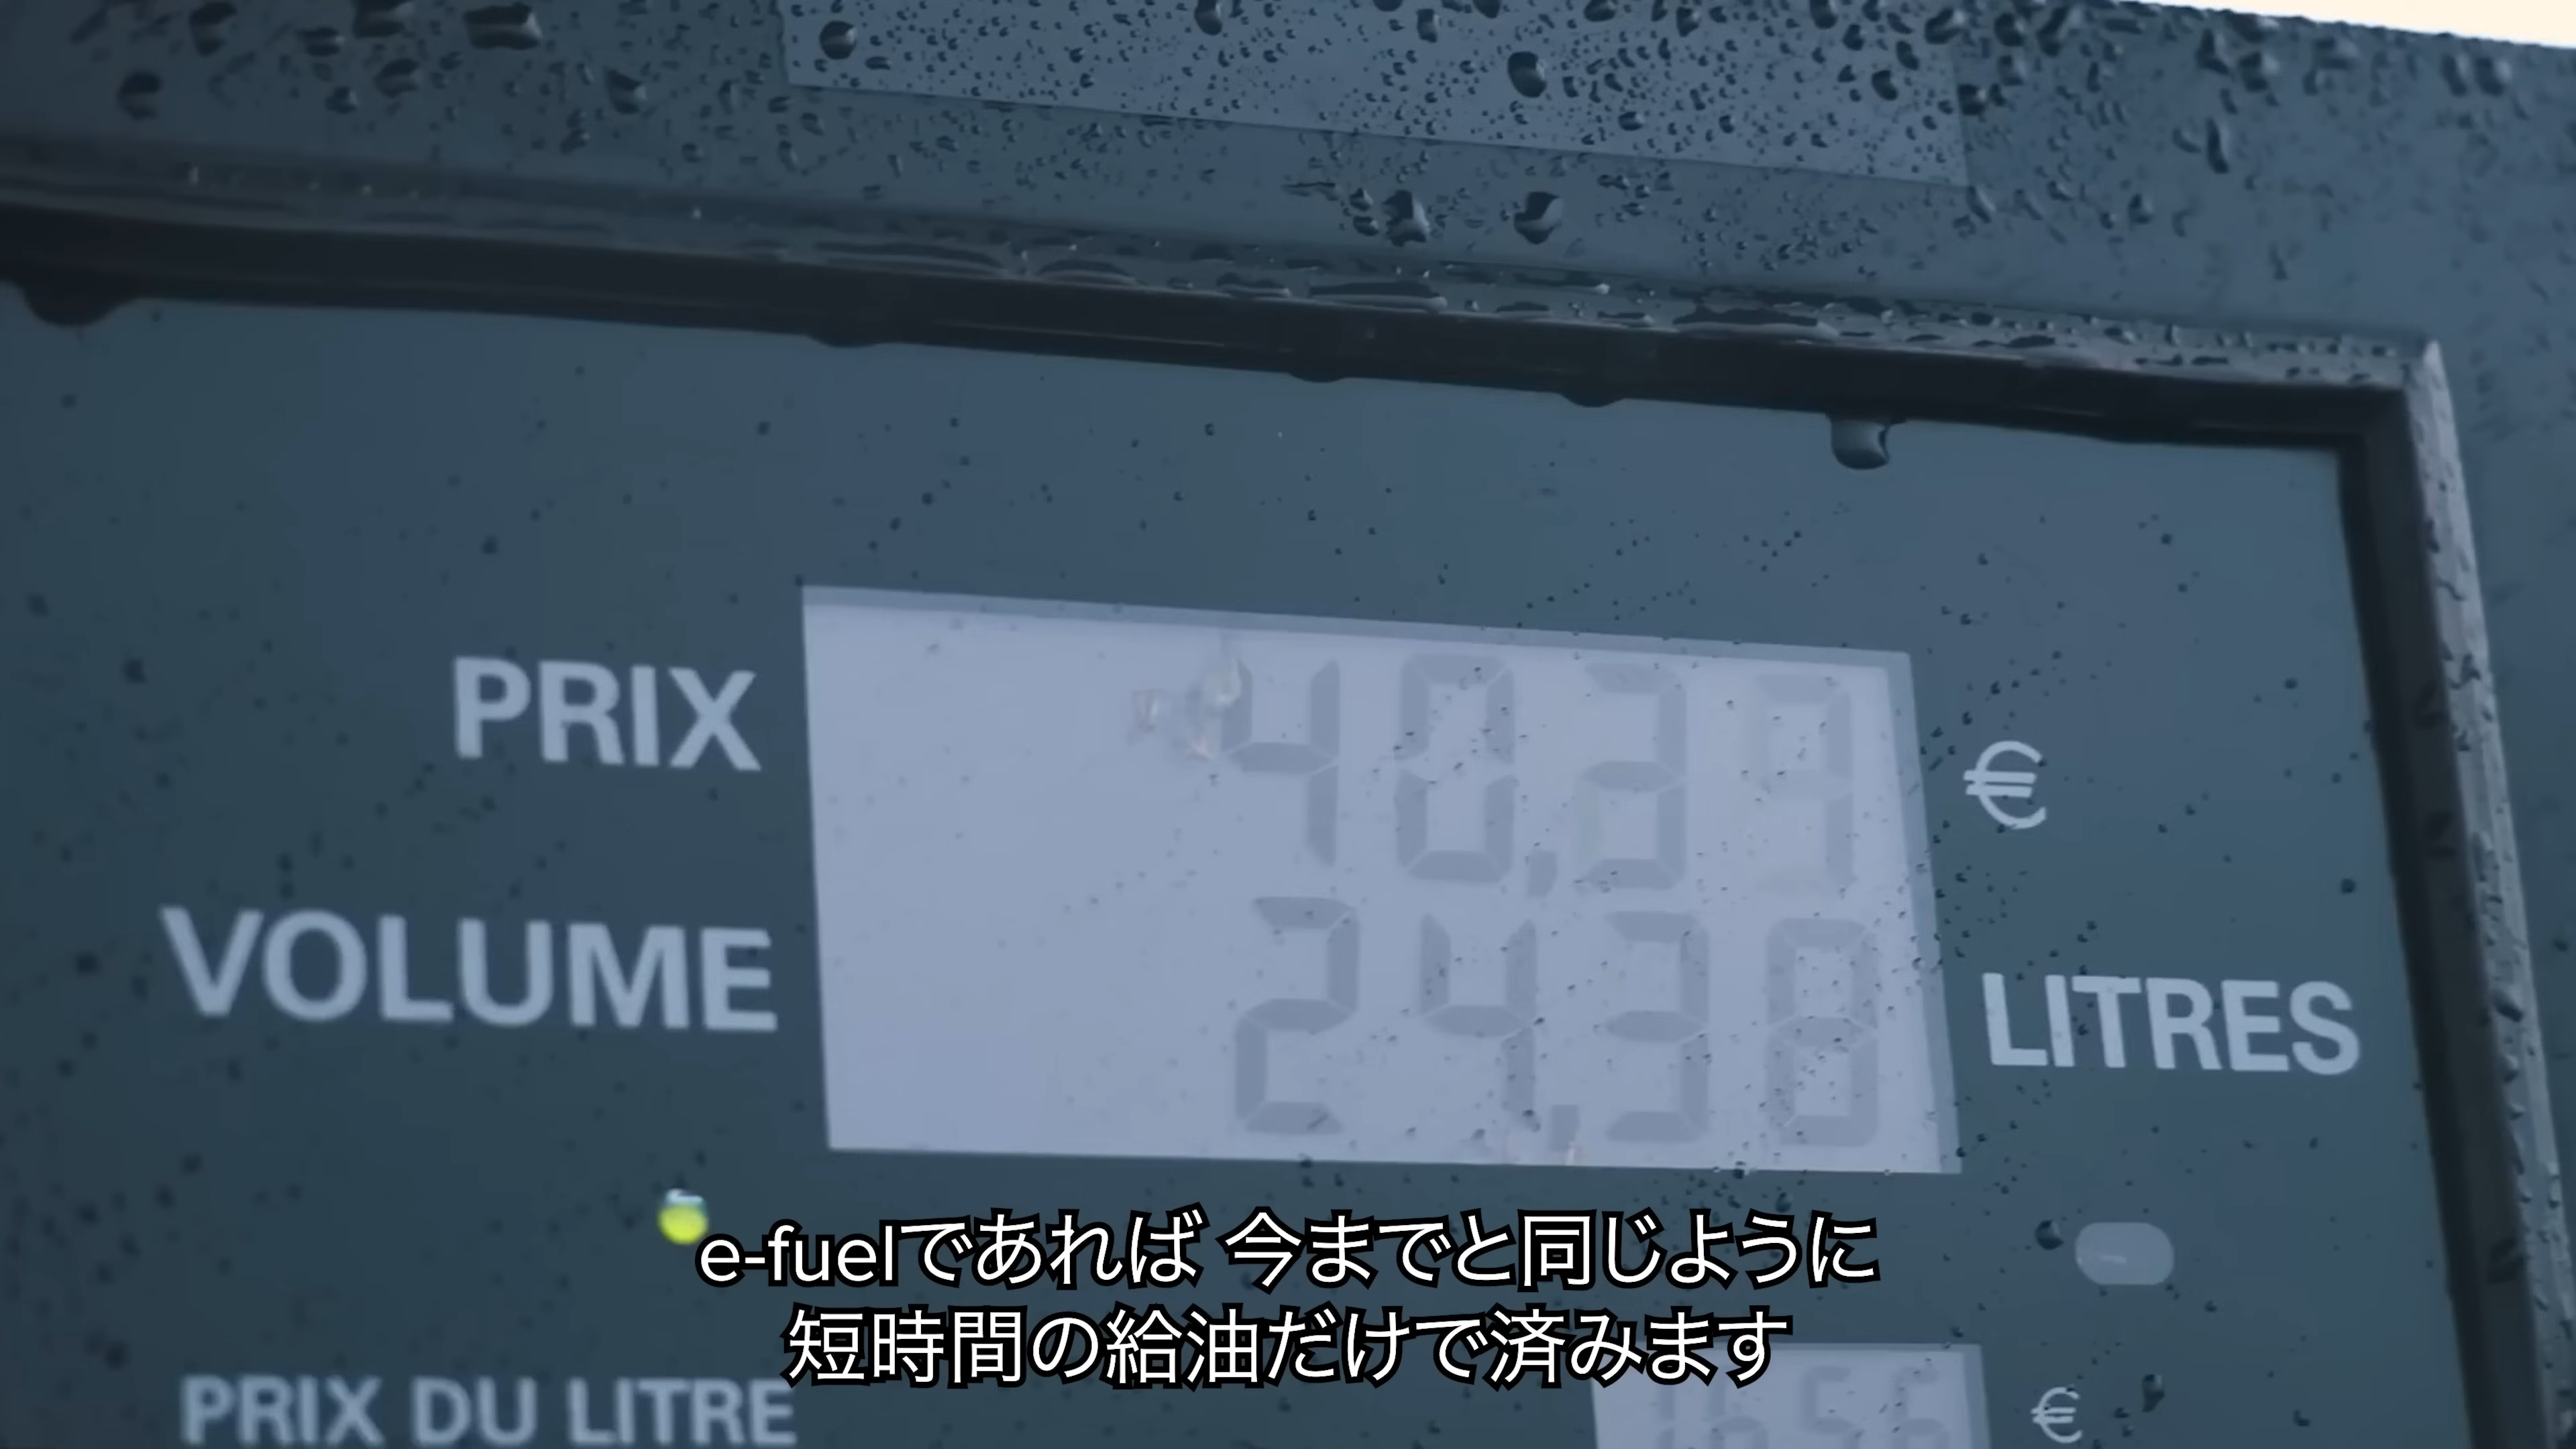 PRIX 40,37 €
VOLUME 24,38 LITRES
e-fuelであれば 今までと同じように
短時間の給油だけで済みます
PRIX DU LITRE 1656 €